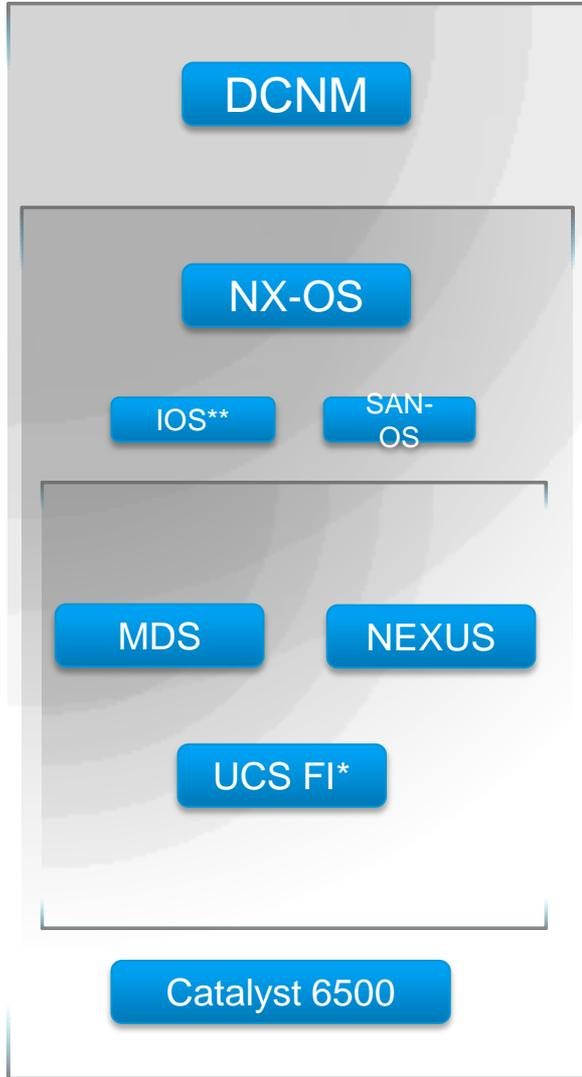 DCNM
NX-OS
IOS**
SAN-
OS
MDS
NEXUS
UCS FI*
Catalyst 6500